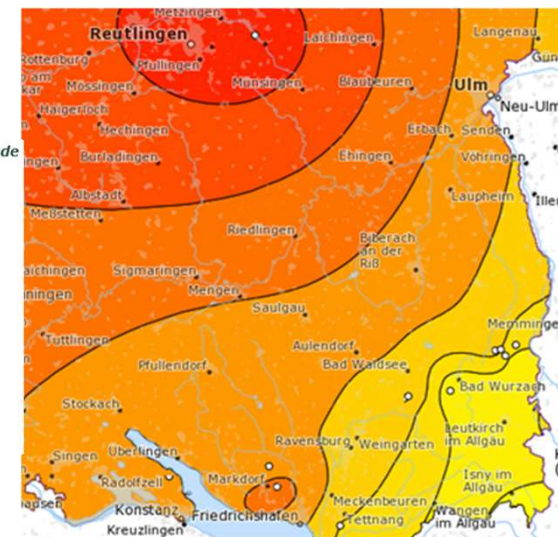 Metzingen
Reutlingen
Laichingen
Langenau
Rottenburg
Pfullingen
Mössingen
Münsingen
Blaubeuren
Ulm
Neu-Ulm
Haigerloch
Hechingen
Erbach
Senden
de
Burladingen
Ehingen
Vöhringen
Albstadt
Laupheim
Meßstetten
Riedlingen
Biberach
an der
Riß
Sigmaringen
Mengen
Saulgau
Memminge
Tuttlingen
Aulendorf
Pfullendorf
Bad Waldsee
Bad Wurzach
Stockach
Leutkirch
im Allgäu
Ravensburg
Weingarten
Singen
Überlingen
Markdorf
Isny im
Allgäu
Radolfzell
Meckenbeuren
Konstanz
Friedrichshafen
Tettnang
Wangen
im Allgäu
Kreuzlingen